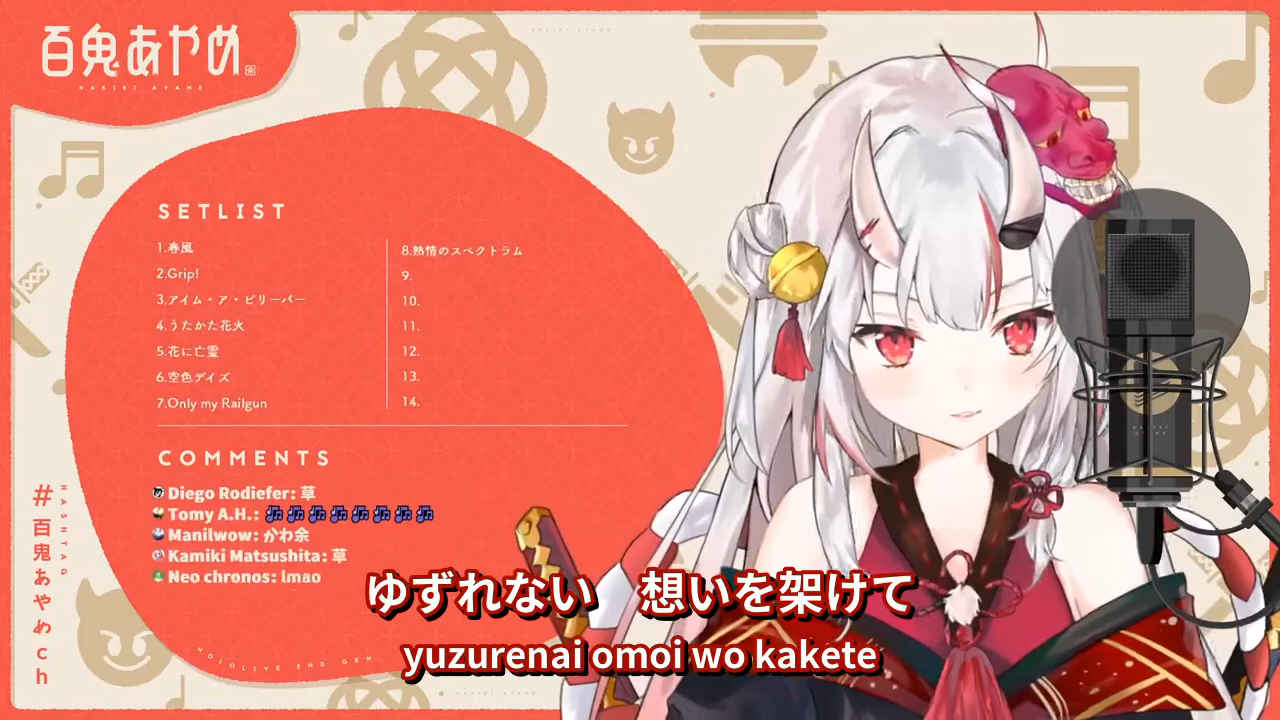 百鬼あやめ
NAKIRI AYAME
SETLIST
1.春風
2.Grip!
3.アイム・ア・ビリーバー
4.うたかた花火
5.花に亡霊
6.空色デイズ
7.Only my Railgun
8.熱情のスペクトラム
9.
10.
11.
12.
13.
14.
COMMENTS
Diego Rodiefer: 草
Tomy A.H.:
Manilwow: かわ余
Kamiki Matsushita: 草
Neo chronos: lmao
HASHTAG
#百鬼あやめch
HOLOLIVE 2ND GEN
ゆずれない 想いを架けて
yuzurenai omoi wo kakete